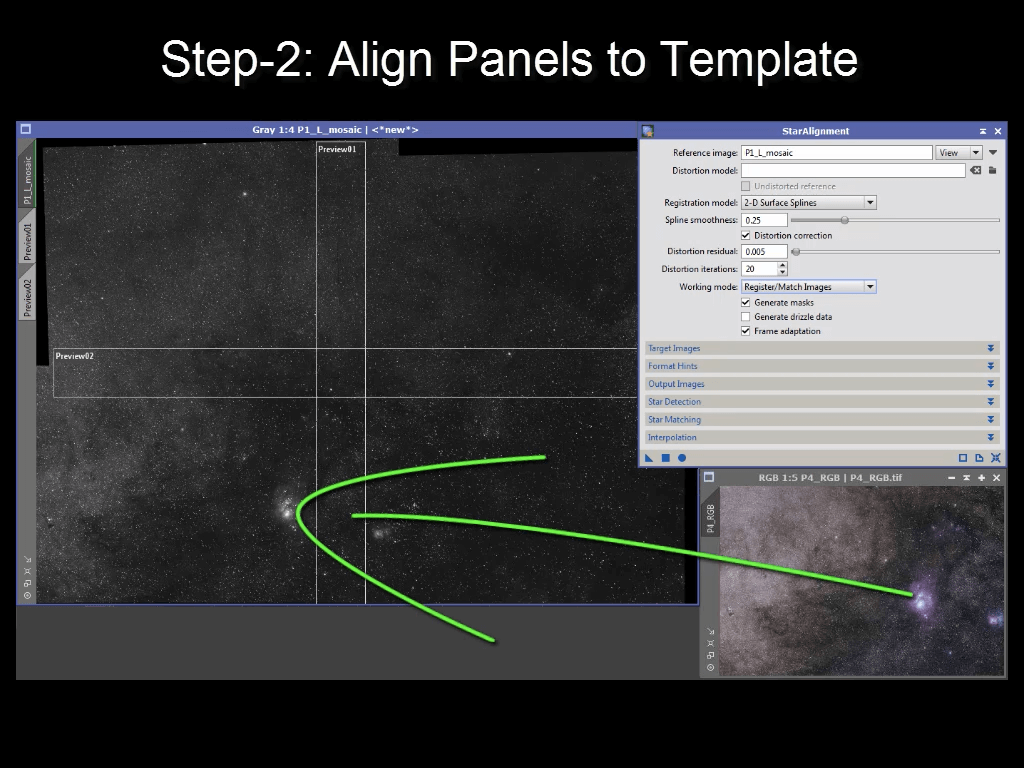 Step-2: Align Panels to Template
Gray 1:4 P1_L_mosaic | <*new*>
P1_L_mosaic
Preview01
Preview02
Preview01
Preview02
StarAlignment
Reference image: P1_L_mosaic View
Distortion model:
Undistorted reference
Registration model: 2-D Surface Splines
Spline smoothness: 0.25
Distortion correction
Distortion residual: 0.005
Distortion iterations: 20
Working mode: Register/Match Images
Generate masks
Generate drizzle data
Frame adaptation
Target Images
Format Hints
Output Images
Star Detection
Star Matching
Interpolation
RGB 1:5 P4_RGB | P4_RGB.tif
P4_RGB